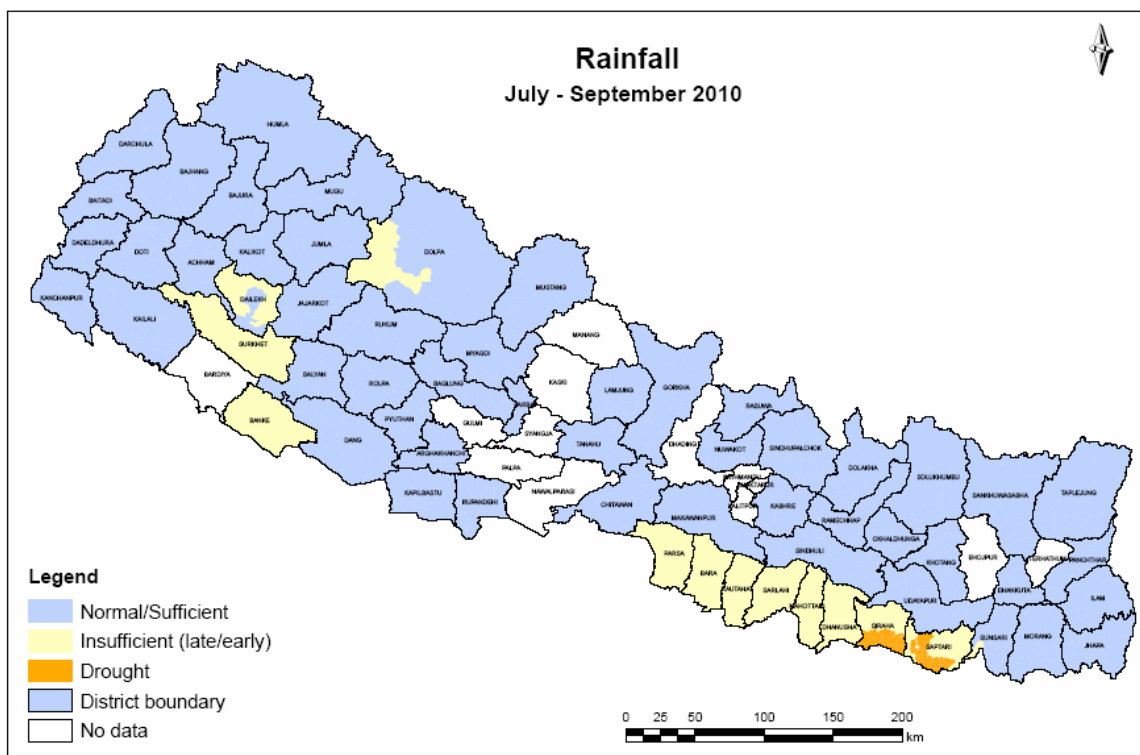 Rainfall
July - September 2010
HUMLA
DARCHULA
BAJHANG
BAJURA
MUGU
BAITADI
DADELDHURA
DOTI
ACHHAM
KALIKOT
JUMLA
DOLPA
KANCHANPUR
KAILALI
DAILEKH
JAJARKOT
MUSTANG
RUKUM
SURKHET
MANANG
BARDIYA
SALYAN
ROLPA
MYAGDI
BAGLUNG
KASKI
LAMJUNG
GORKHA
BANKE
DANG
PYUTHAN
GULMI
SYANGJA
TANAHU
DHADING
RASUWA
NUWAKOT
SINDHUPALCHOK
DOLAKHA
ARGHAKHANCHI
PALPA
KAPILBASTU
RUPANDEHI
NAWALPARASI
CHITAWAN
MAKAWANPUR
KABHRE
RAMECHHAP
SOLUKHUMBU
SANKHUWASABHA
TAPLEJUNG
OKHALDHUNGA
SINDHULI
KHOTANG
BHOJPUR
PANCHTHAR
DHANKUTA
ILAM
UDAYAPUR
PARSA
BARA
SARLAHI
DHANUSHA
SIRAHA
SAPTARI
SUNSARI
MORANG
JHAPA
Legend
Normal/Sufficient
Insufficient (late/early)
Drought
District boundary
No data
0 25 50 100 150 200
km